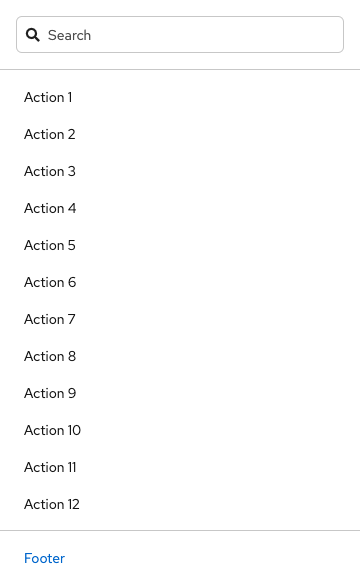 Search
Action 1
Action 2
Action 3
Action 4
Action 5
Action 6
Action 7
Action 8
Action 9
Action 10
Action 11
Action 12
Footer